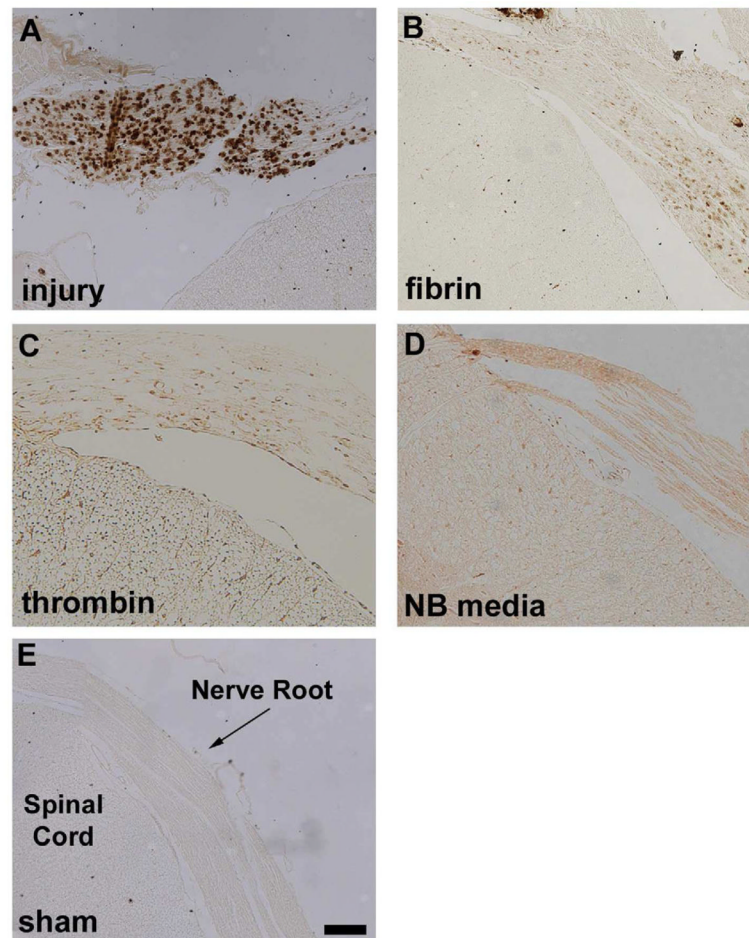 A
injury
B
fibrin
C
thrombin
D
NB media
E
Nerve Root
Spinal
Cord
sham